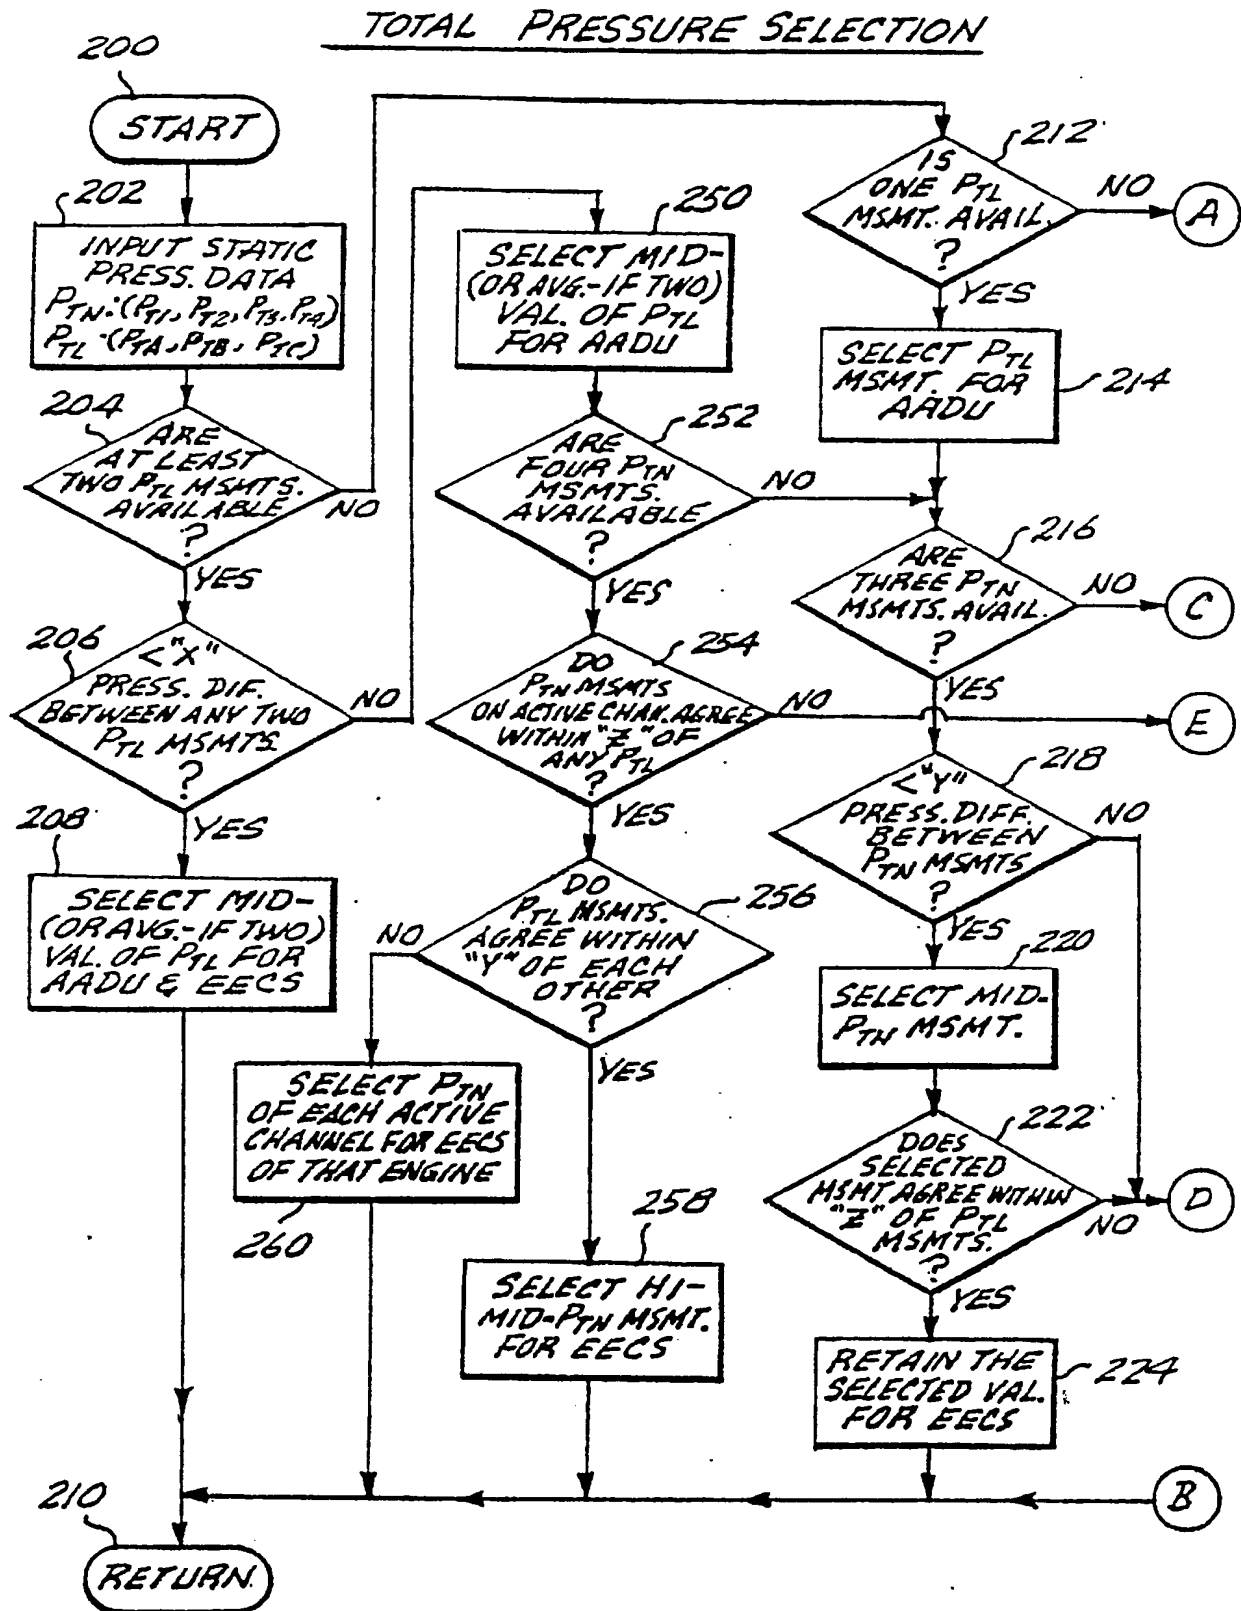 TOTAL PRESSURE SELECTION
200
START
202
INPUT STATIC
PRESS. DATA
PTN:(PT1, PT2, PT3, PT4)
PTL-(PTA, PTB, PTC)
204
ARE
AT LEAST
TWO PTL MSMTS.
AVAILABLE
?
NO
YES
206
<"X"
PRESS. DIF.
BETWEEN ANY TWO
PTL MSMTS.
?
NO
YES
208
SELECT MID-
(OR AVG.-IF TWO)
VAL. OF PTL FOR
AADU & EECS
210
RETURN.
250
SELECT MID-
(OR AVG.-IF TWO)
VAL. OF PTL
FOR AADU
252
ARE
FOUR PTN
MSMTS.
AVAILABLE
?
NO
YES
254
DO
PTN MSMTS
ON ACTIVE CHAN. AGREE
WITHIN "Z" OF
ANY PTL
?
NO
E
YES
256
DO
PTL MSMTS.
AGREE WITHIN
"Y" OF EACH
OTHER
?
NO
YES
SELECT PTN
OF EACH ACTIVE
CHANNEL FOR EECS
OF THAT ENGINE
260
258
SELECT HI-
MID-PTN MSMT.
FOR EECS
212
IS
ONE PTL
MSMT. AVAIL.
?
NO
A
YES
SELECT PTL
MSMT. FOR
AADU
214
216
ARE
THREE PTN
MSMTS. AVAIL.
?
NO
C
YES
218
<"Y"
PRESS. DIFF.
BETWEEN
PTN MSMTS
?
NO
YES
220
SELECT MID-
PTN MSMT.
222
DOES
SELECTED
MSMT AGREE WITHIN
"Z" OF PTL
MSMTS.
?
NO
D
YES
RETAIN THE
SELECTED VAL.
FOR EECS
224
B